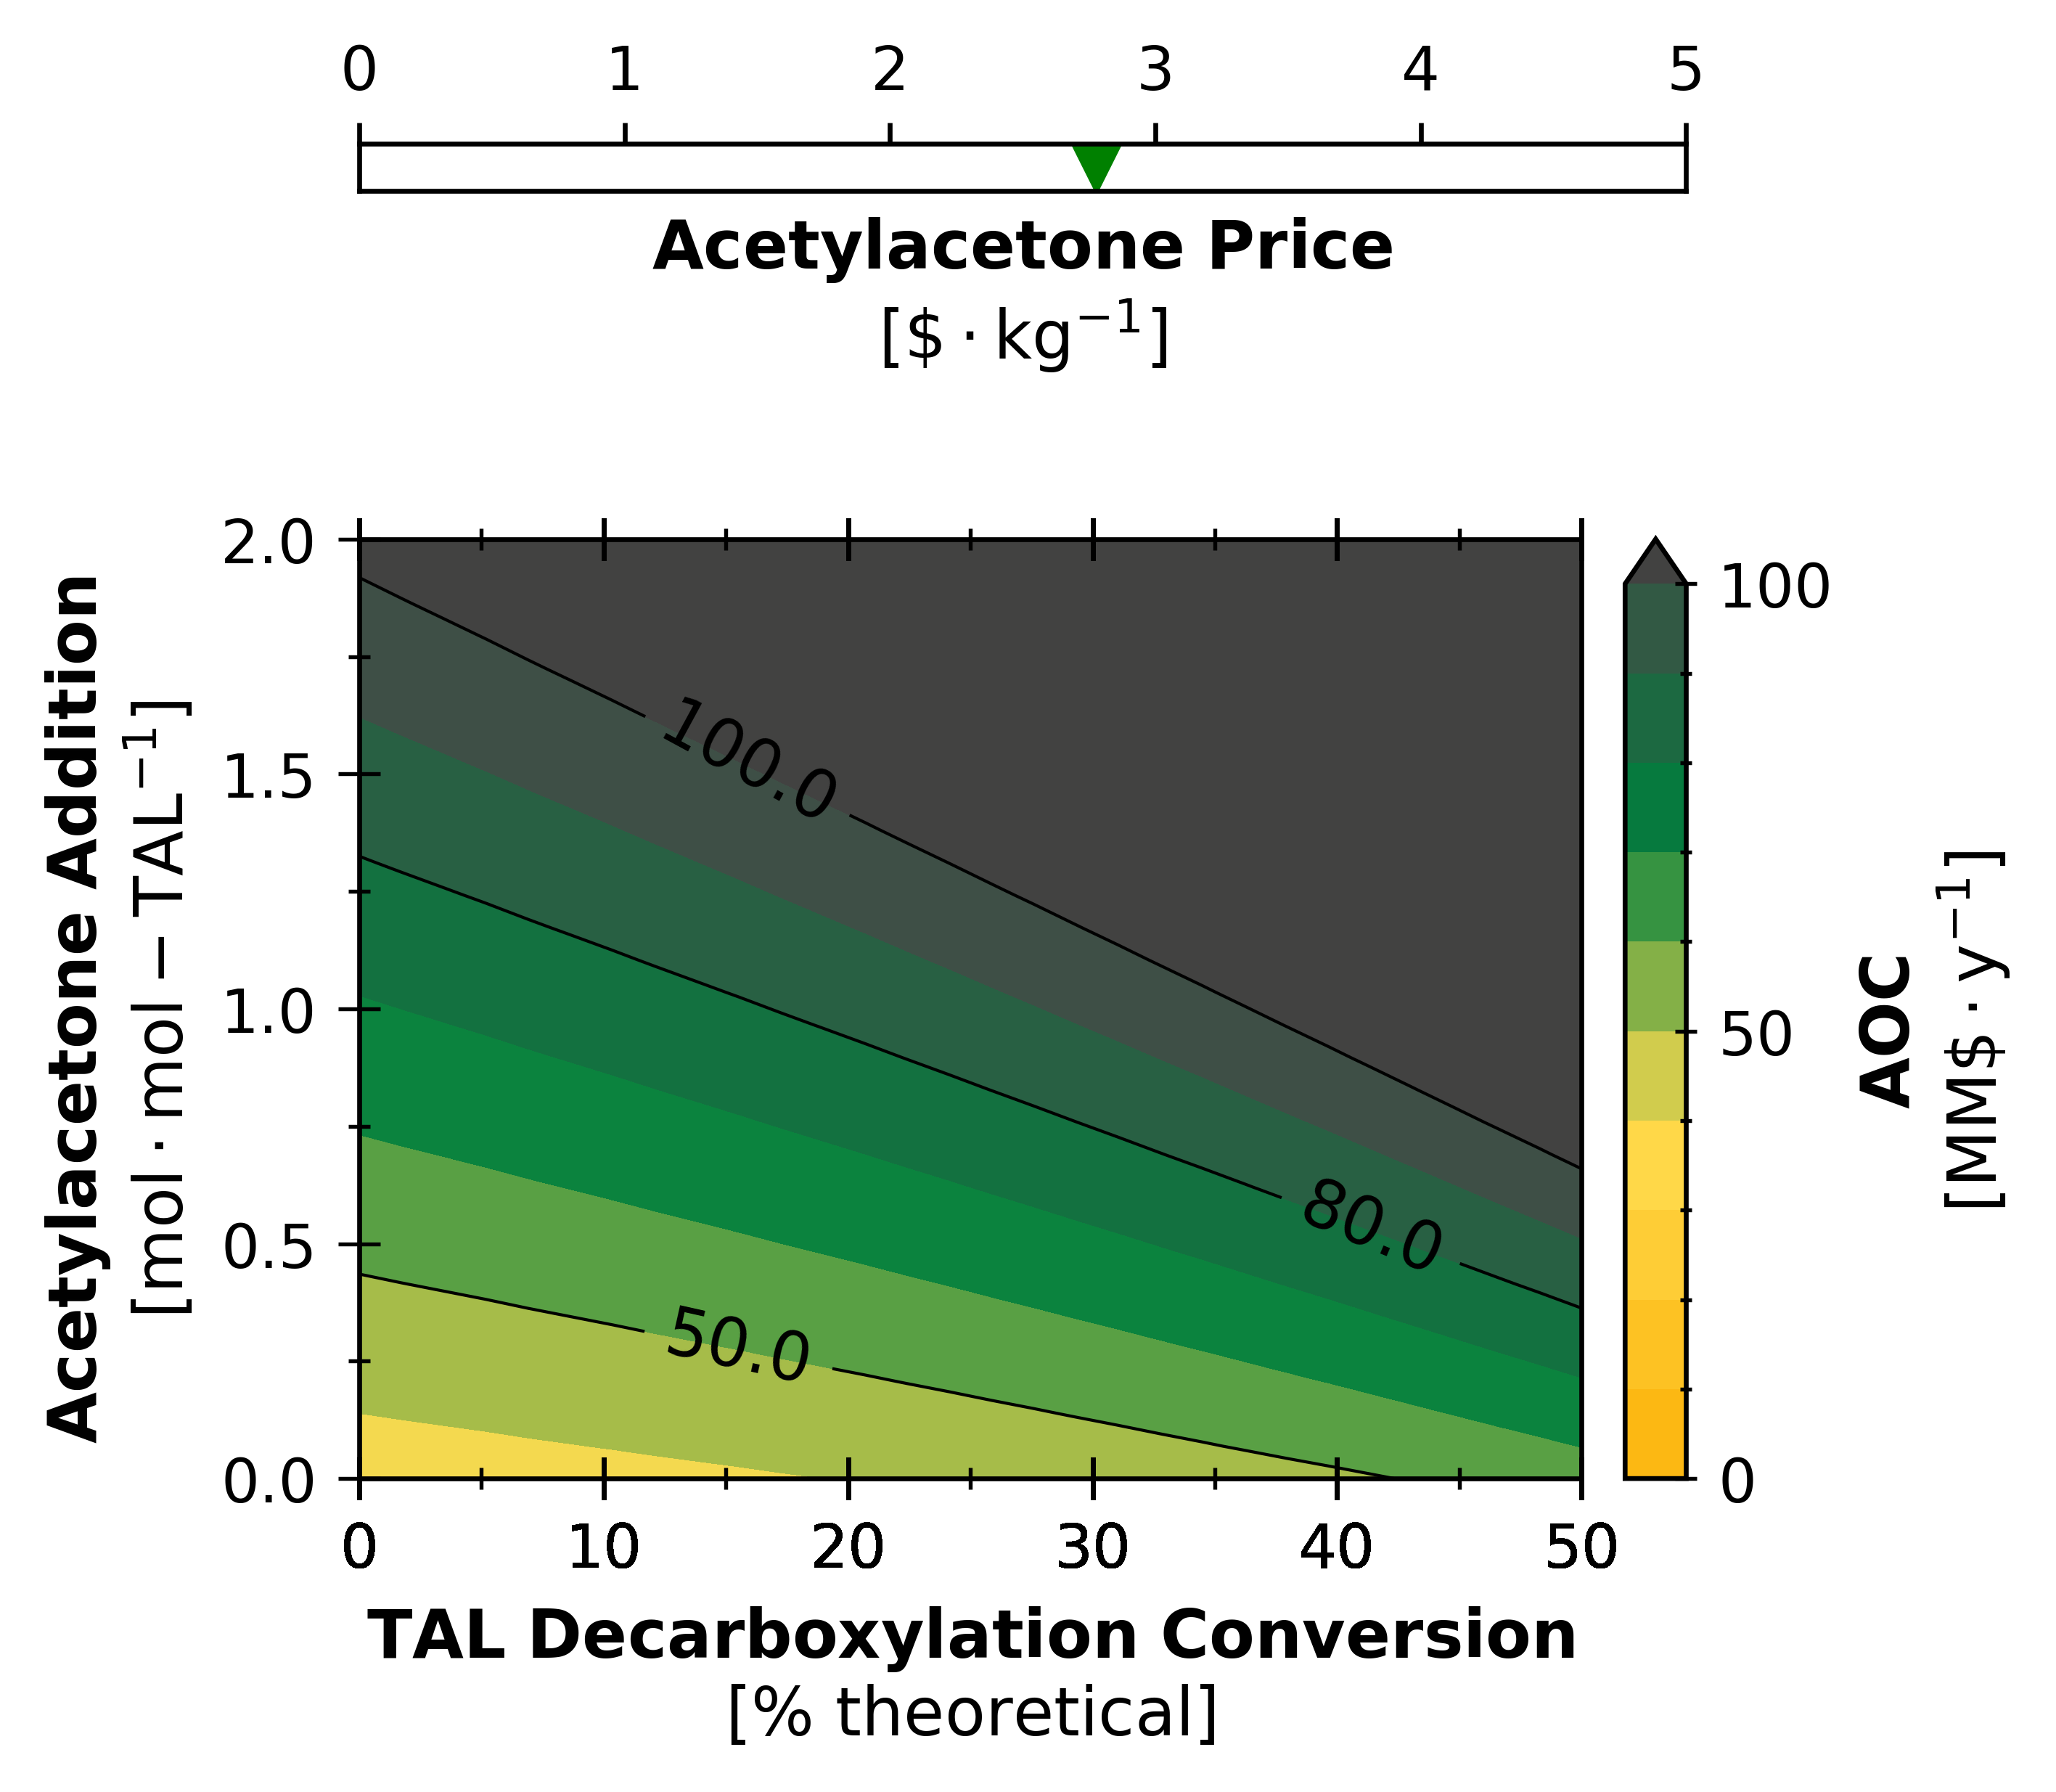 0 1 2 3 4 5
Acetylacetone Price
[$ · kg⁻¹]
Acetylacetone Addition
[mol · mol − TAL⁻¹]
2.0
1.5
1.0
0.5
0.0
100.0
80.0
50.0
0 10 20 30 40 50
TAL Decarboxylation Conversion
[% theoretical]
100
50
0
AOC
[MM$ · y⁻¹]